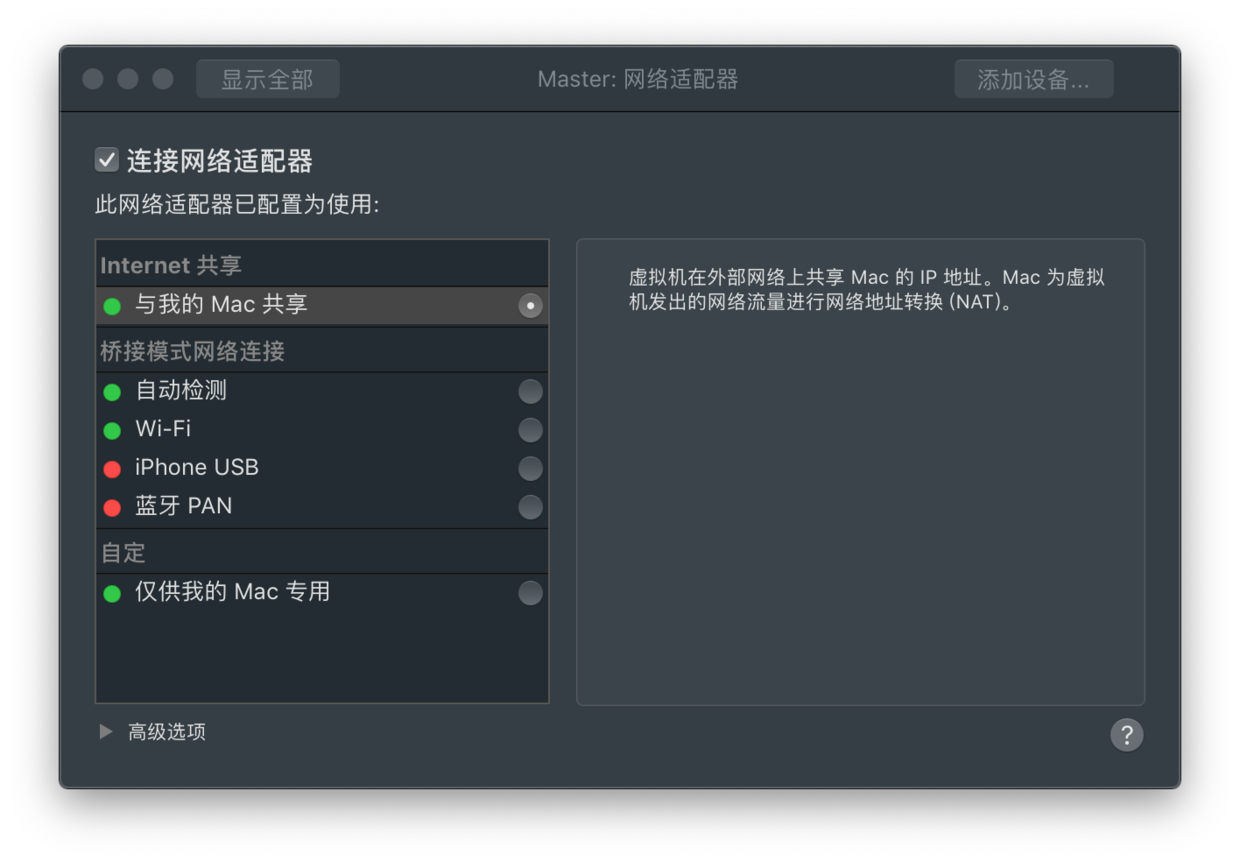 显示全部
Master: 网络适配器
添加设备...
连接网络适配器
此网络适配器已配置为使用:
Internet 共享
与我的 Mac 共享
桥接模式网络连接
自动检测
Wi-Fi
iPhone USB
蓝牙 PAN
自定
仅供我的 Mac 专用
虚拟机在外部网络上共享 Mac 的 IP 地址。Mac 为虚拟
机发出的网络流量进行网络地址转换 (NAT)。
高级选项
?